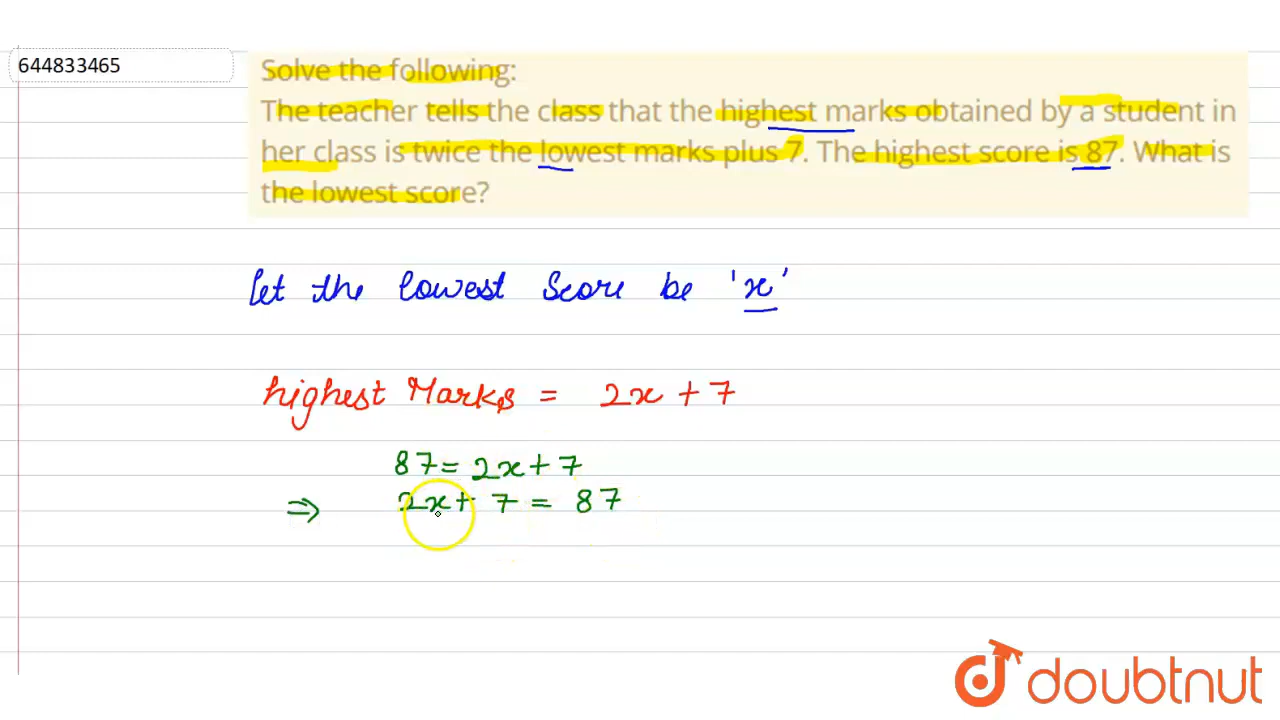 644833465
Solve the following:
The teacher tells the class that the highest marks obtained by a student in
her class is twice the lowest marks plus 7. The highest score is 87. What is
the lowest score?
Let the lowest Score be 'x'
highest Marks = 2x + 7
87 = 2x + 7
⇒ 2x + 7 = 87
doubtnut